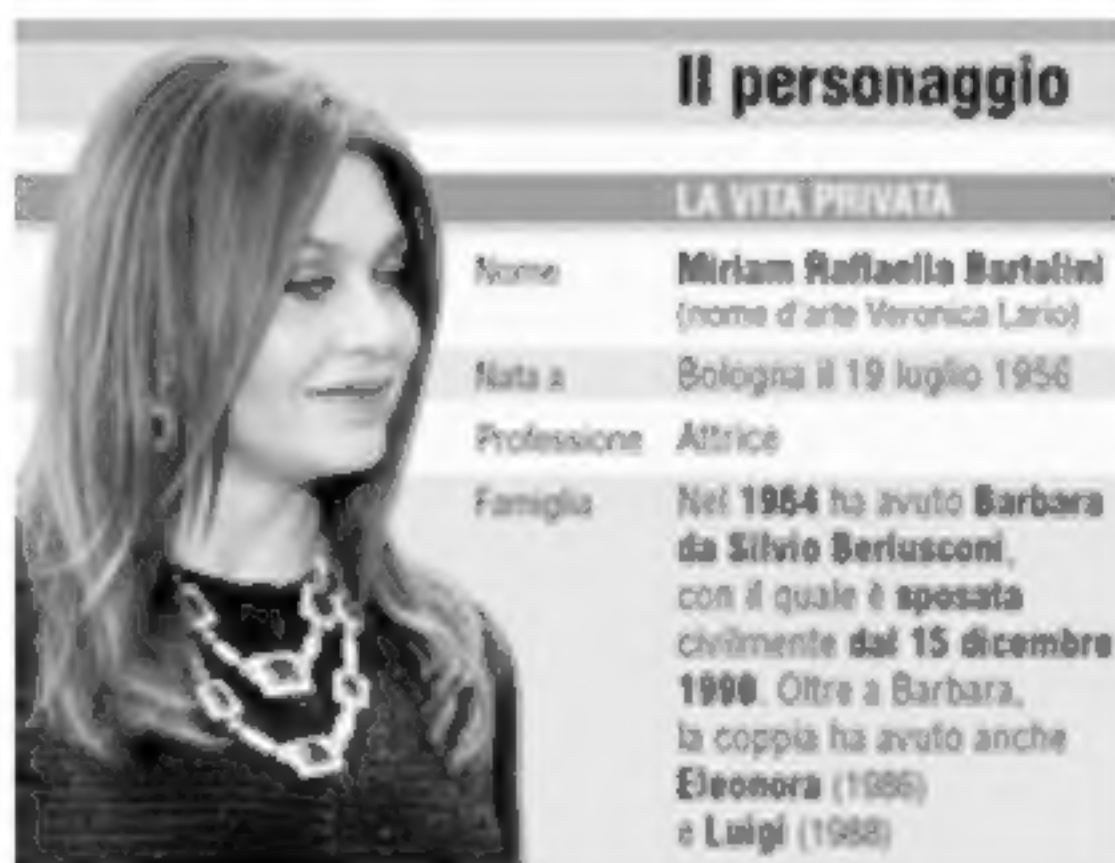 Il personaggio
LA VITA PRIVATA
Nome Miriam Raffaella Bartolini
(nome d'arte Veronica Lario)
Nata a Bologna il 19 luglio 1956
Professione Attrice
Famiglia Nel 1984 ha avuto Barbara
da Silvio Berlusconi,
con il quale è sposata
civilmente dal 15 dicembre
1990. Oltre a Barbara,
la coppia ha avuto anche
Eleonora (1986)
e Luigi (1988)